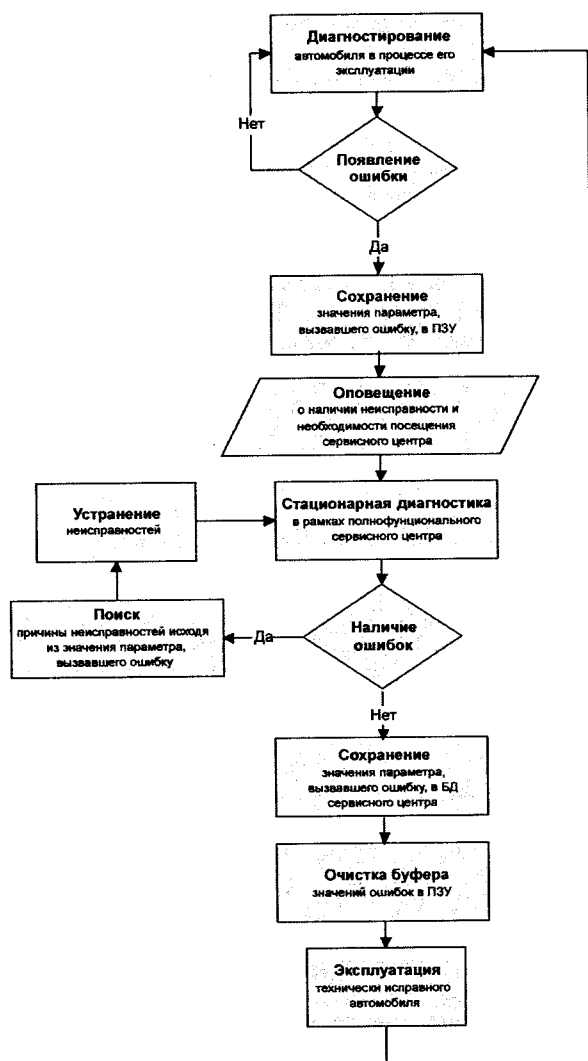 Диагностирование
автомобиля в процессе его
эксплуатации
Нет
Появление
ошибки
Да
Сохранение
значения параметра,
вызвавшего ошибку, в ПЗУ
Оповещение
о наличии неисправности и
необходимости посещения
сервисного центра
Устранение
неисправностей
Стационарная диагностика
в рамках полнофунционального
сервисного центра
Поиск
причины неисправностей исходя
из значения параметра,
вызвавшего ошибку
Да
Наличие
ошибок
Нет
Сохранение
значения параметра,
вызвавшего ошибку, в БД
сервисного центра
Очистка буфера
значений ошибок в ПЗУ
Эксплуатация
технически исправного
автомобиля